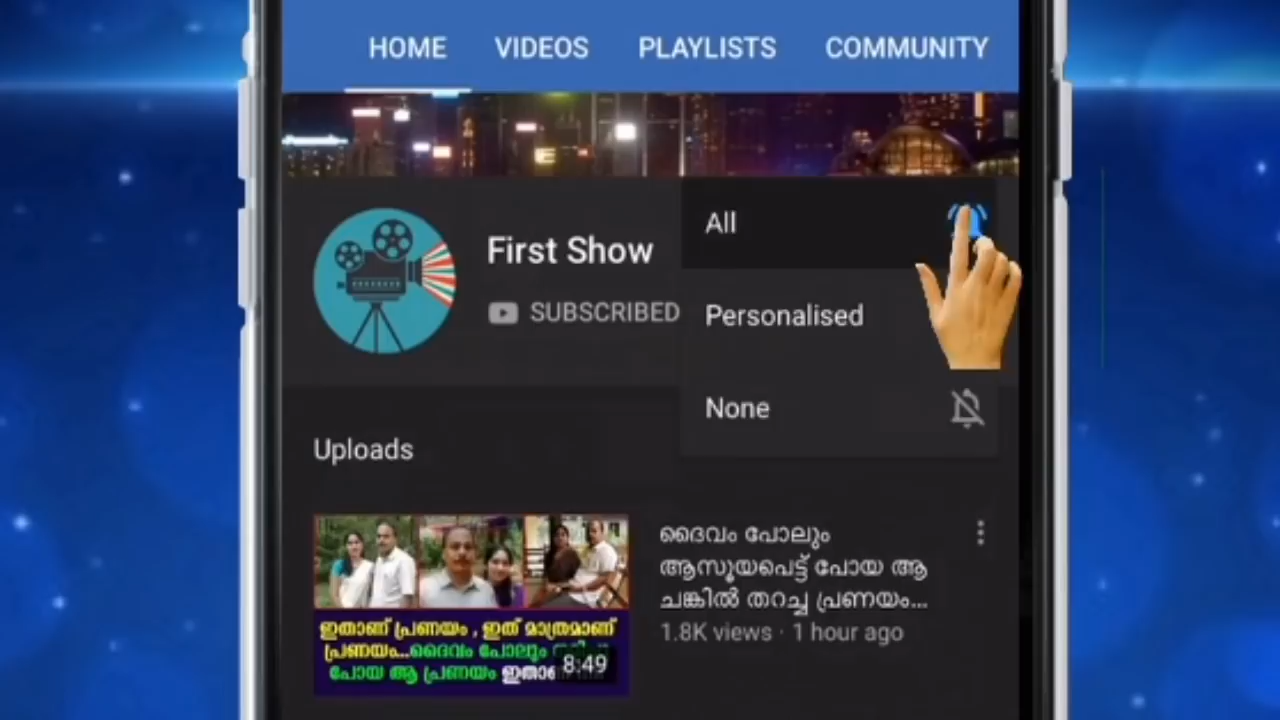 HOME VIDEOS PLAYLISTS COMMUNITY
E
First Show
SUBSCRIBED
All
Personalised
None
Uploads
ദൈവം പോലും
ആസൂയപെട്ട് പോയ ആ
ചങ്കിൽ തറച്ച പ്രണയം...
1.8K views · 1 hour ago
ഇതാണ് പ്രണയം , ഇത് മാത്രമാണ്
പ്രണയം...ദൈവം പോലും
പോയ ആ പ്രണയം
8:49